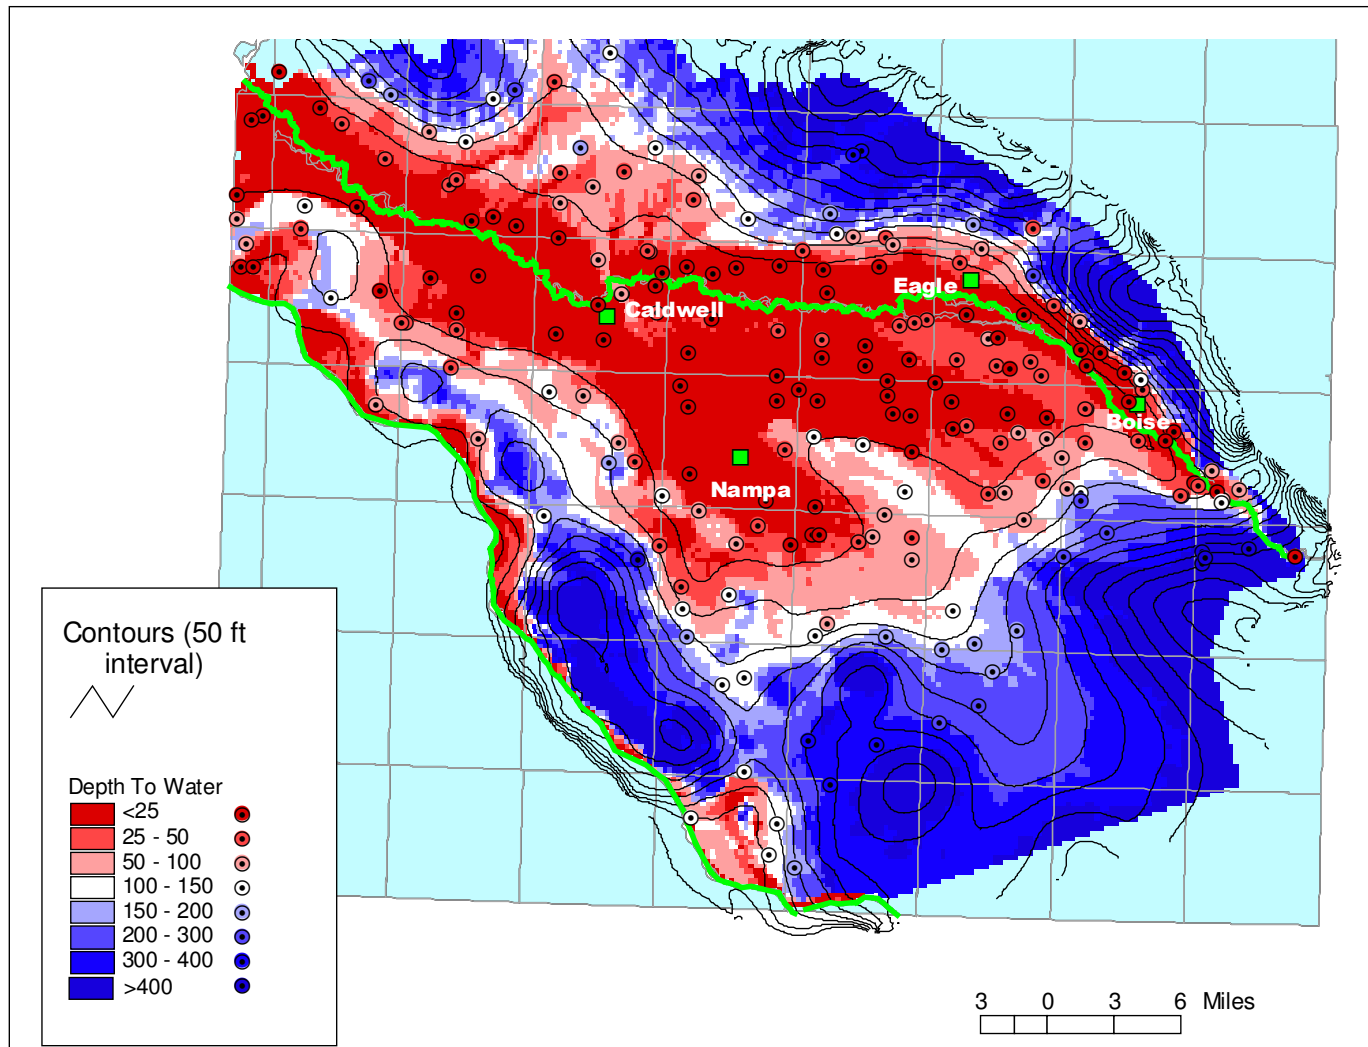 Eagle
Caldwell
Boise
Nampa
Contours (50 ft
interval)
Depth To Water
<25
25 - 50
50 - 100
100 - 150
150 - 200
200 - 300
300 - 400
>400
3 0 3 6 Miles